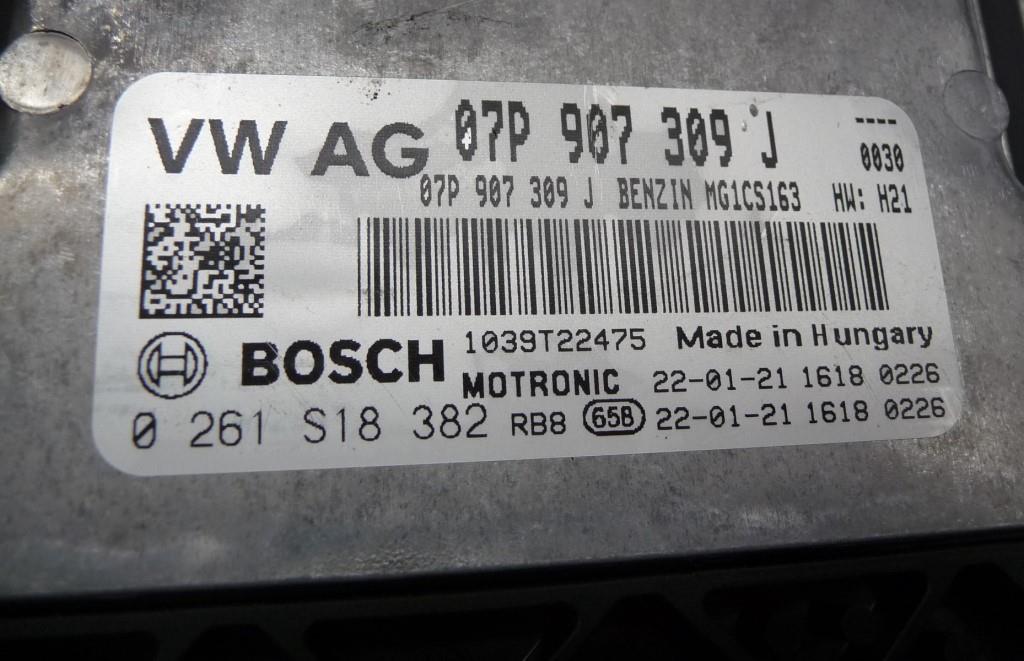 VW AG 07P 907 309 J ----
0030
07P 907 309 J BENZIN MG1CS163 HW: H21
BOSCH 1039T22475 Made in Hungary
MOTRONIC 22-01-21 1618 0226
0 261 S18 382 RB8 65B 22-01-21 1618 0226